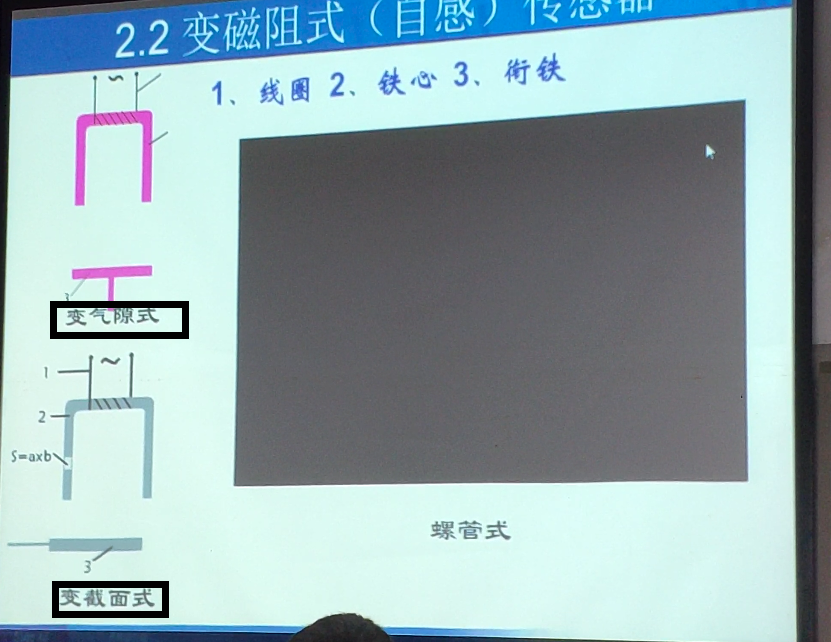 2.2 变磁阻式（自感）传感器
1、线圈 2、铁心 3、衔铁
~
3
变气隙式
1
~
2
S=axb
3
变截面式
螺管式